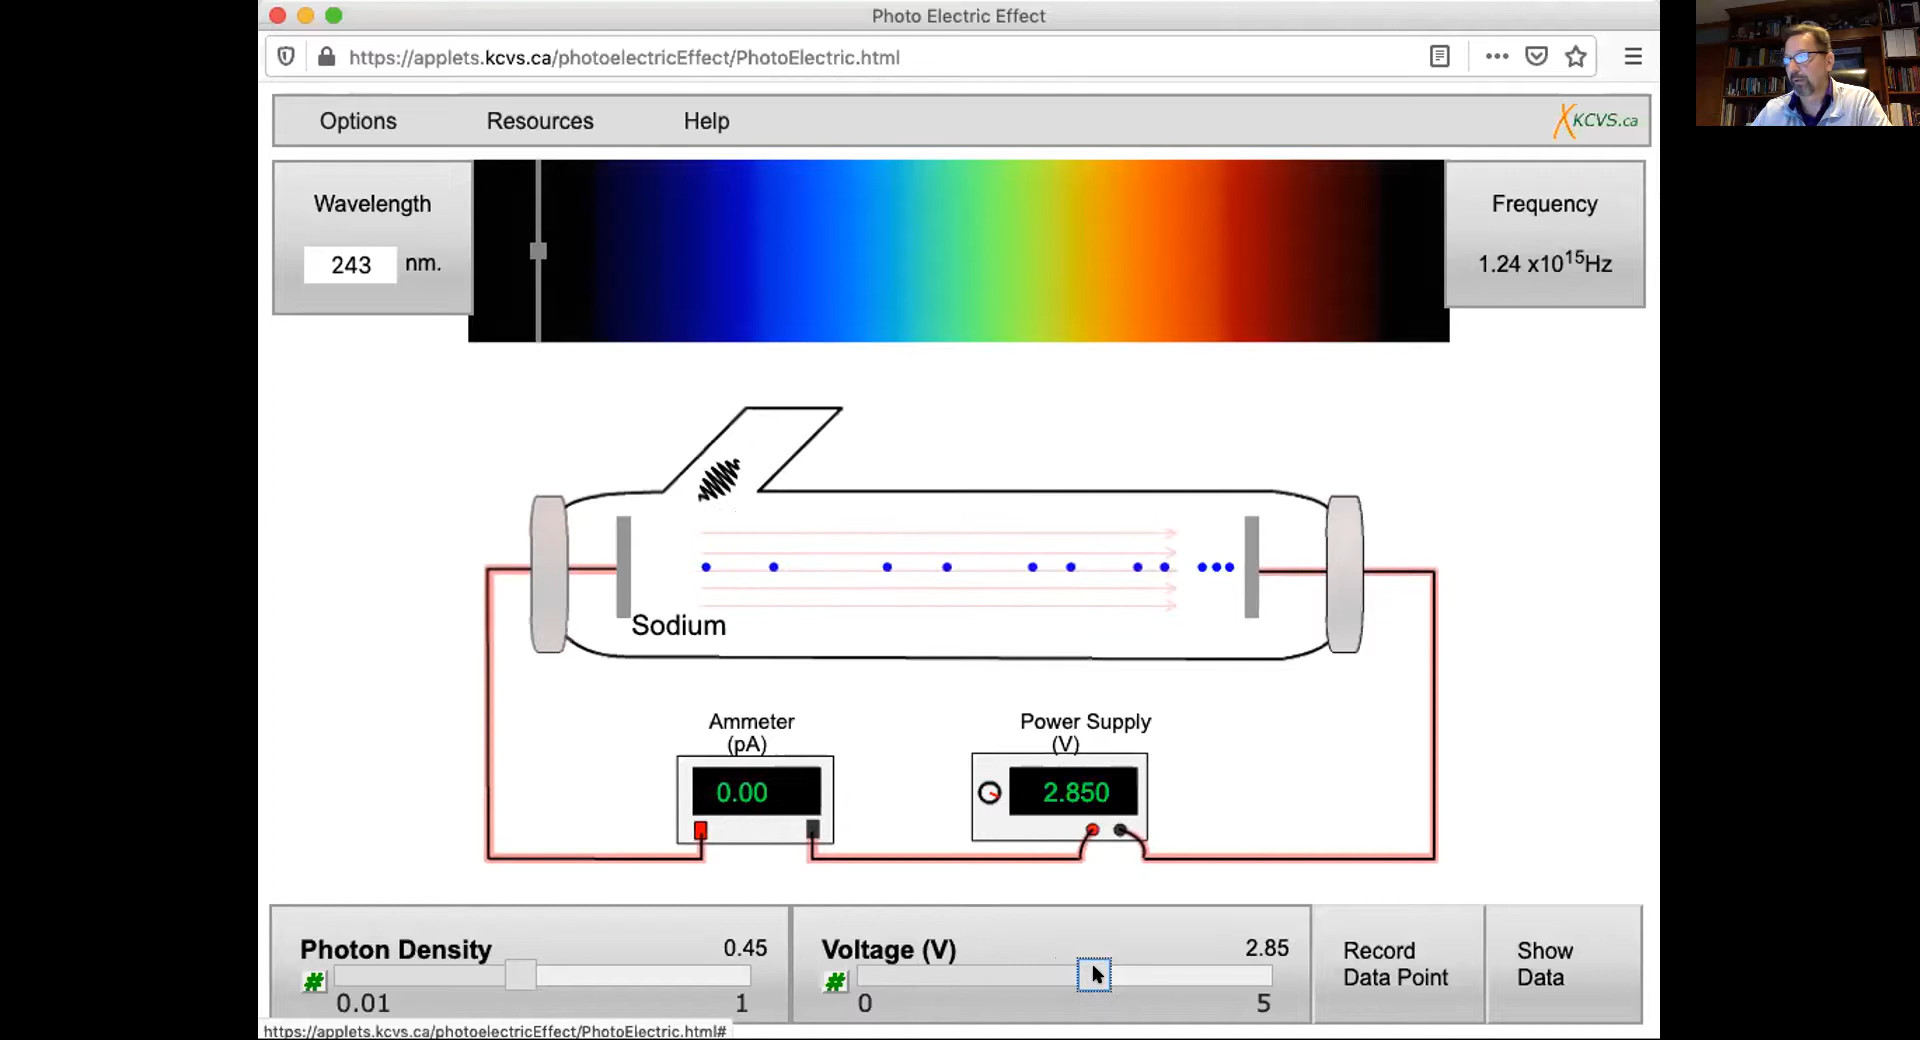 Photo Electric Effect
https://applets.kcvs.ca/photoelectricEffect/PhotoElectric.html
Options Resources Help
KCVS.ca
Wavelength
243 nm.
Frequency
1.24 x10¹⁵Hz
Sodium
Ammeter
(pA)
0.00
Power Supply
(V)
2.850
Photon Density 0.45
#
0.01 1
Voltage (V) 2.85
#
0 5
Record
Data Point
Show
Data
https://applets.kcvs.ca/photoelectricEffect/PhotoElectric.html#